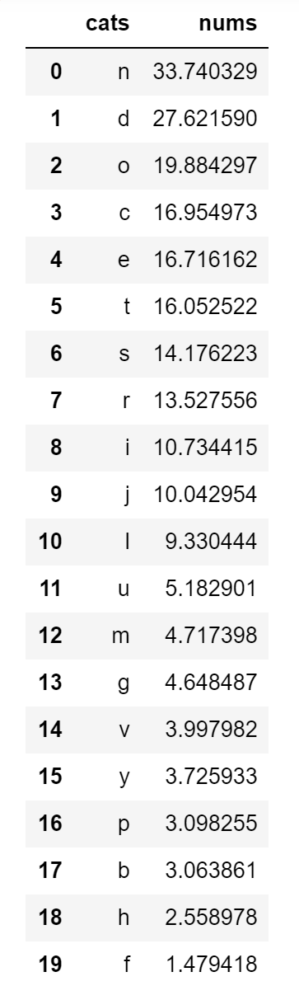 cats nums
0 n 33.740329
1 d 27.621590
2 o 19.884297
3 c 16.954973
4 e 16.716162
5 t 16.052522
6 s 14.176223
7 r 13.527556
8 i 10.734415
9 j 10.042954
10 l 9.330444
11 u 5.182901
12 m 4.717398
13 g 4.648487
14 v 3.997982
15 y 3.725933
16 p 3.098255
17 b 3.063861
18 h 2.558978
19 f 1.479418